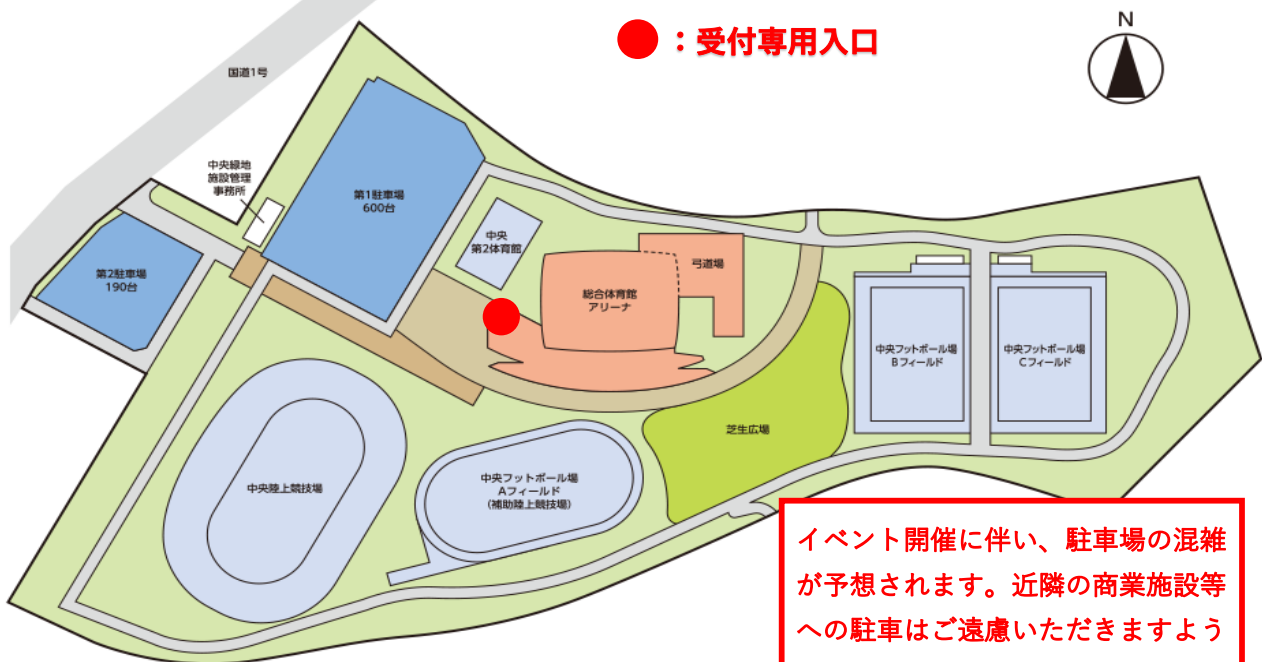 ●：受付専用入口
N
国道1号
中央緑地
施設管理
事務所
第1駐車場
600台
中央
第2体育館
弓道場
第2駐車場
190台
総合体育館
アリーナ
中央フットボール場
Bフィールド
中央フットボール場
Cフィールド
芝生広場
中央陸上競技場
中央フットボール場
Aフィールド
(補助陸上競技場)
イベント開催に伴い、駐車場の混雑
が予想されます。近隣の商業施設等
への駐車はご遠慮いただきますよう